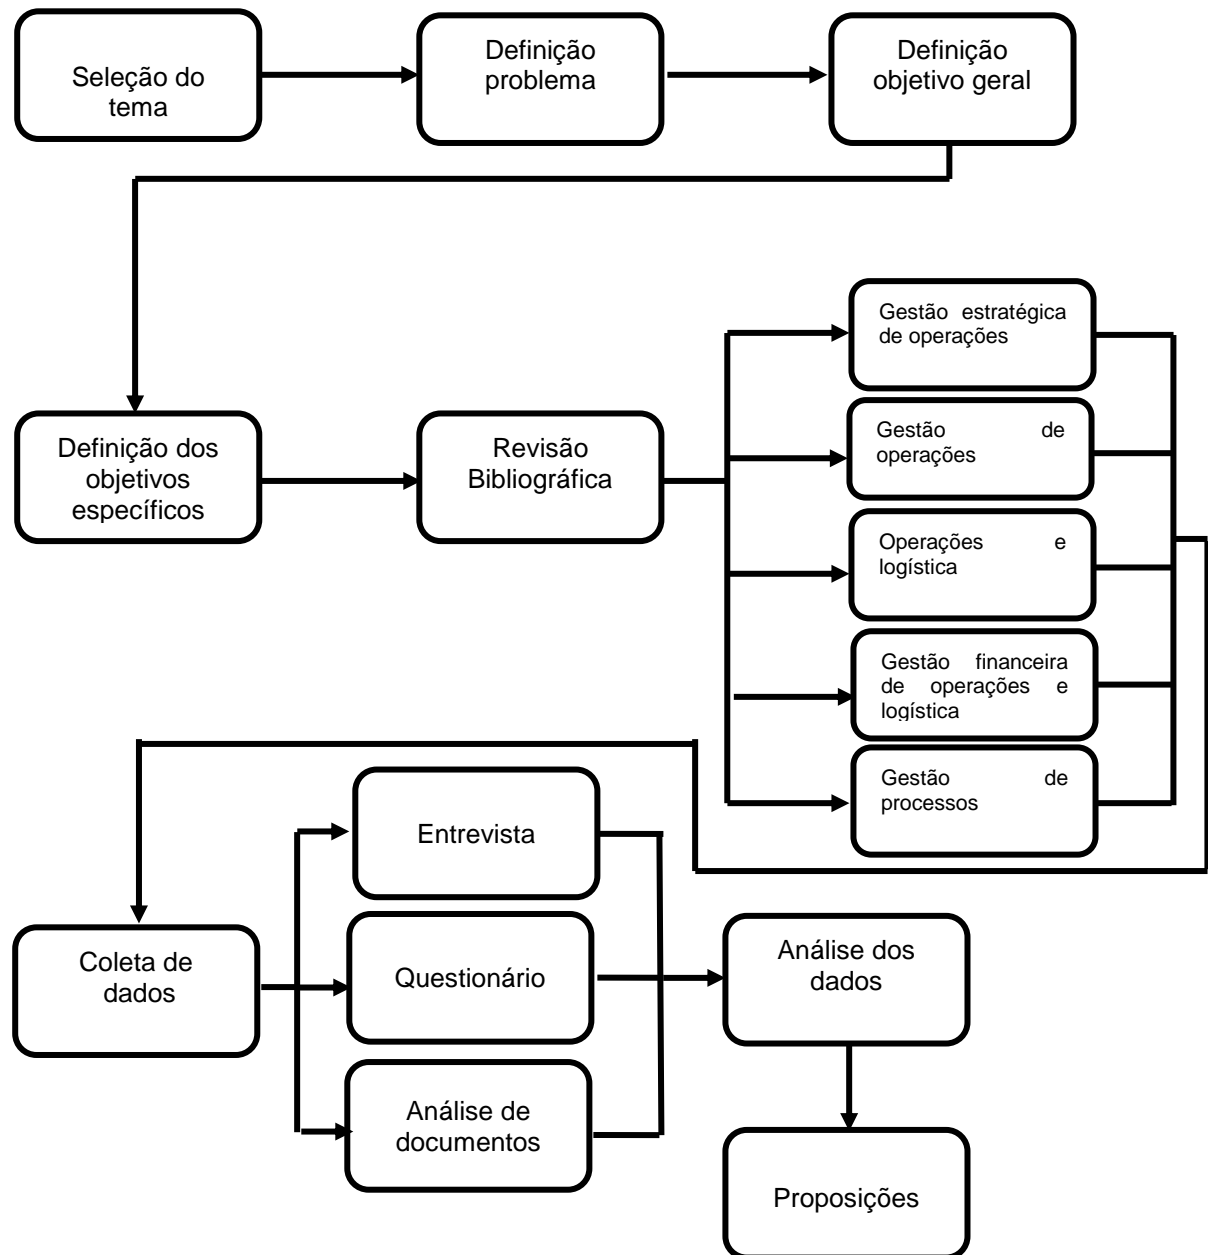 Seleção do
tema
Definição
problema
Definição
objetivo geral
Gestão estratégica
de operações
Definição dos
objetivos
específicos
Revisão
Bibliográfica
Gestão de
operações
Operações e
logística
Gestão financeira
de operações e
logística
Gestão de
processos
Entrevista
Coleta de
dados
Questionário
Análise dos
dados
Análise de
documentos
Proposições